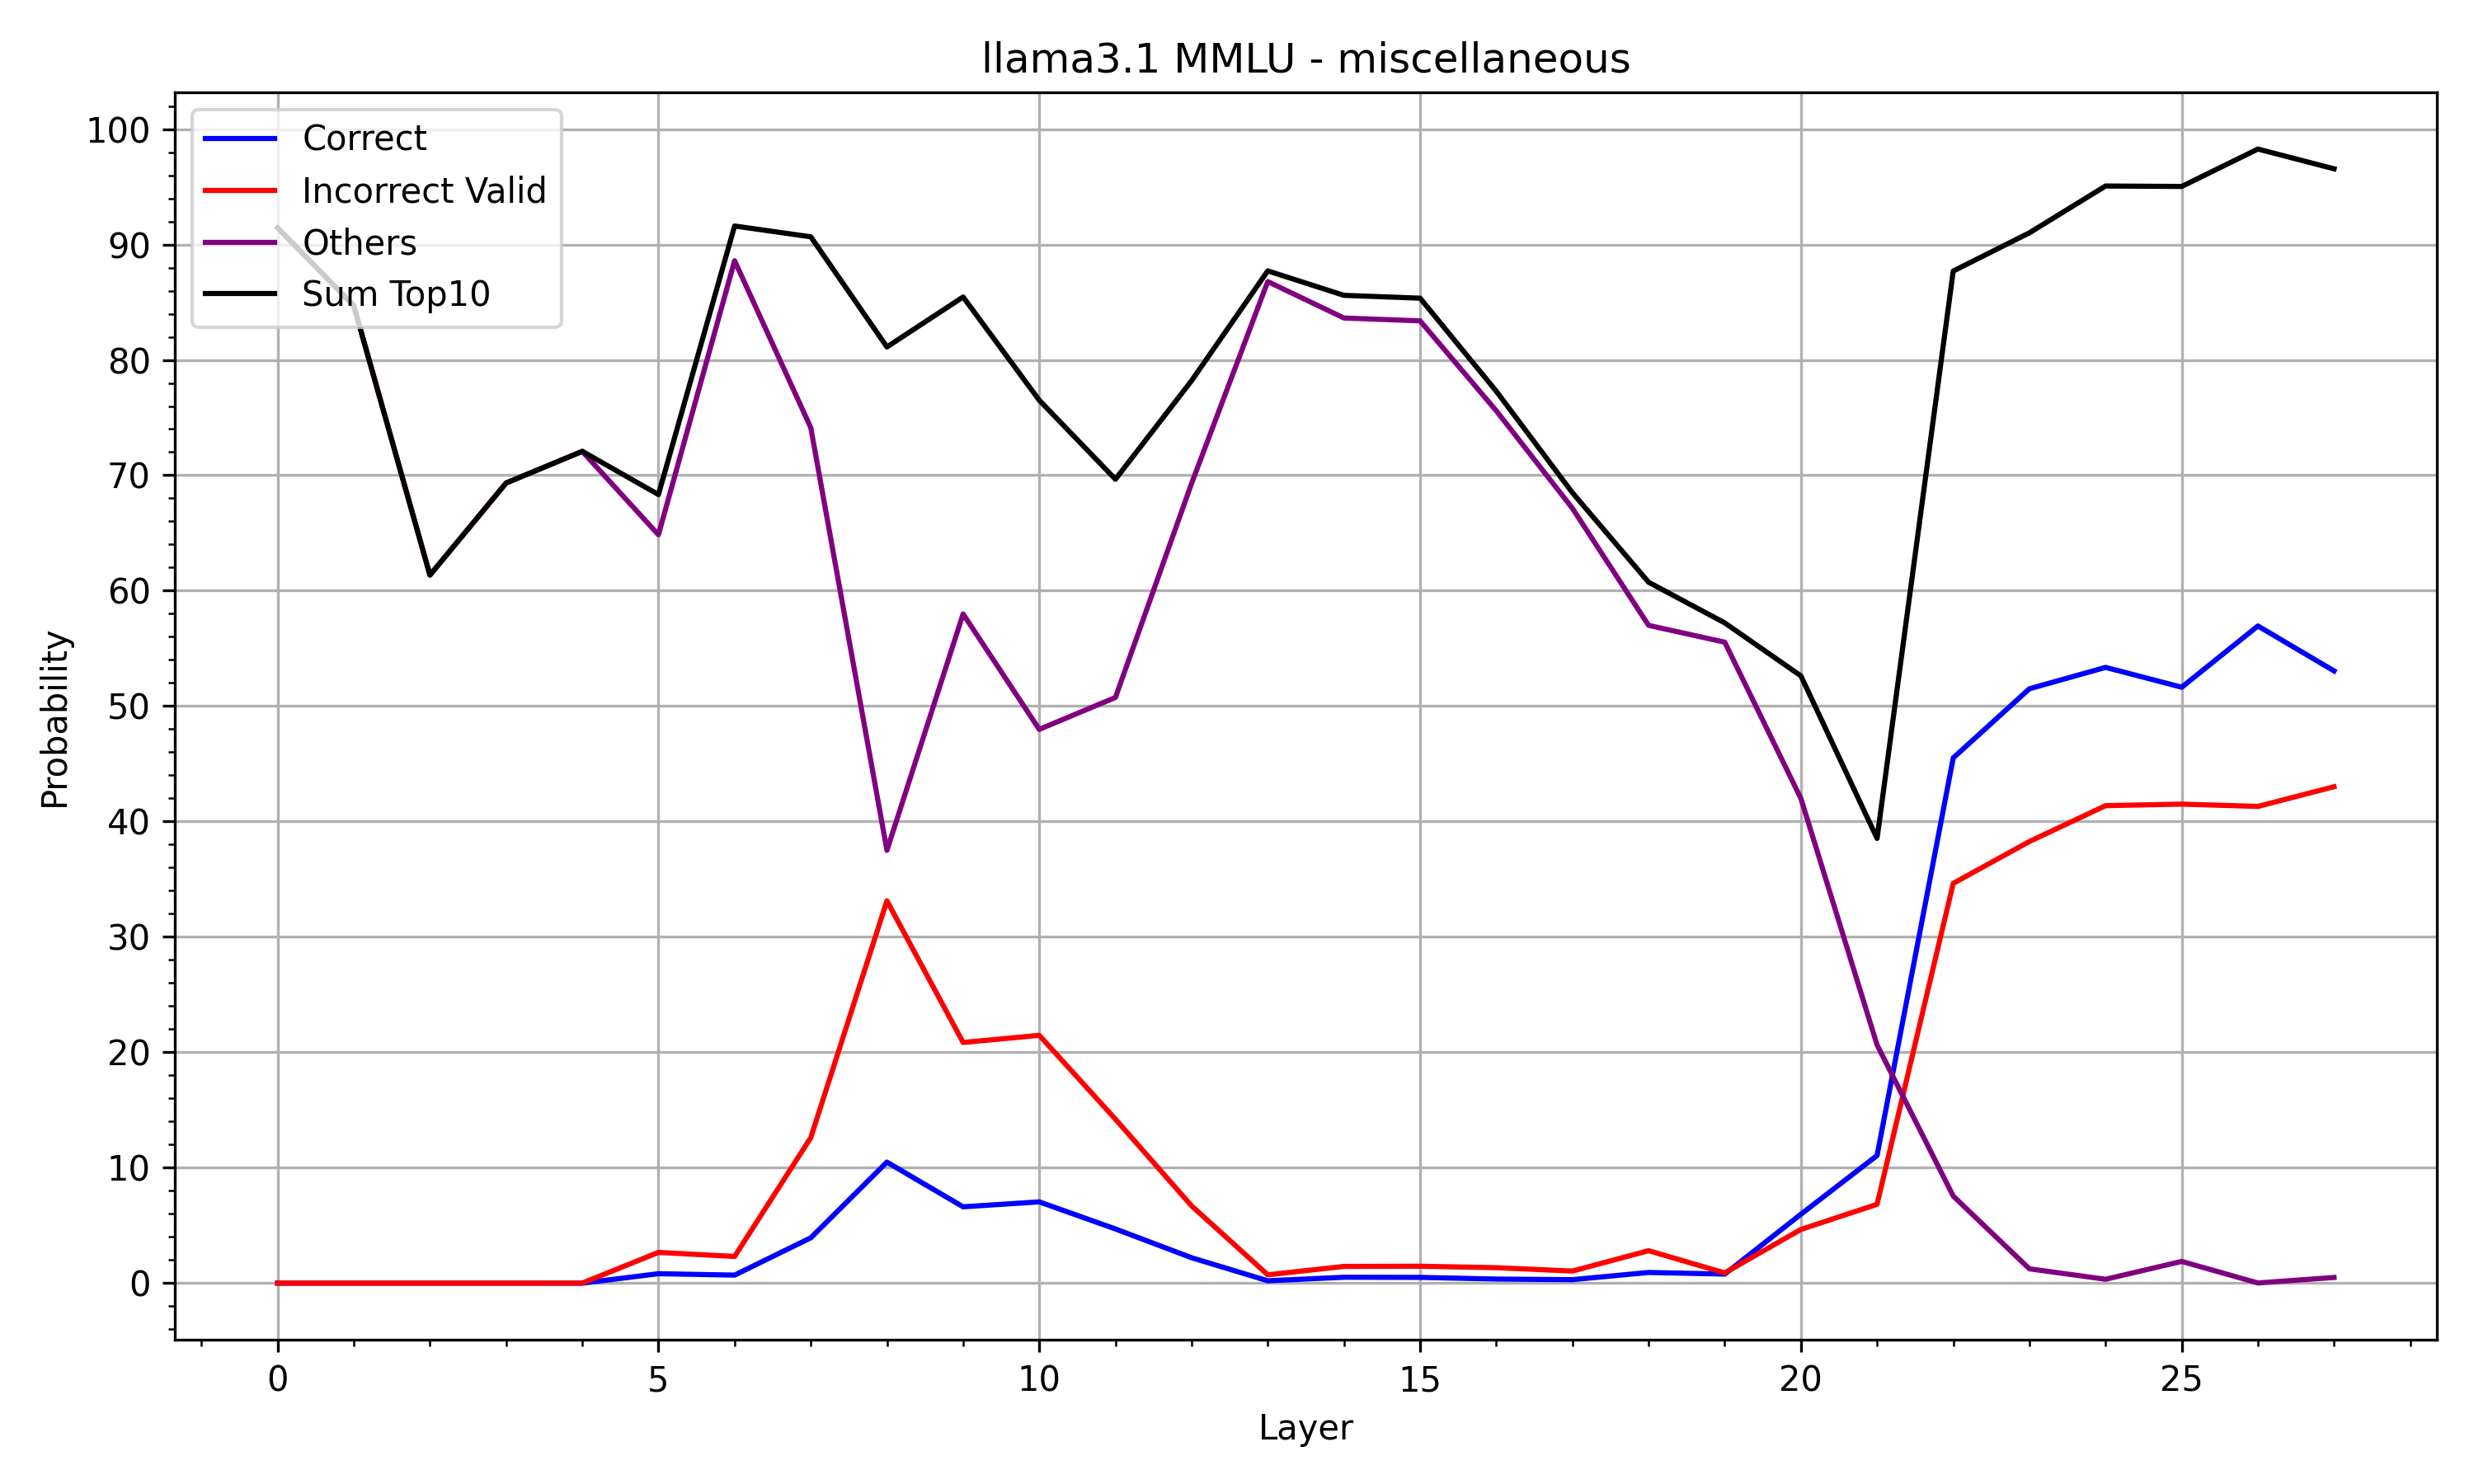 llama3.1 MMLU - miscellaneous
Correct
Incorrect Valid
Others
Sum Top10
100
90
80
70
60
50
40
30
20
10
0
Probability
0 5 10 15 20 25
Layer